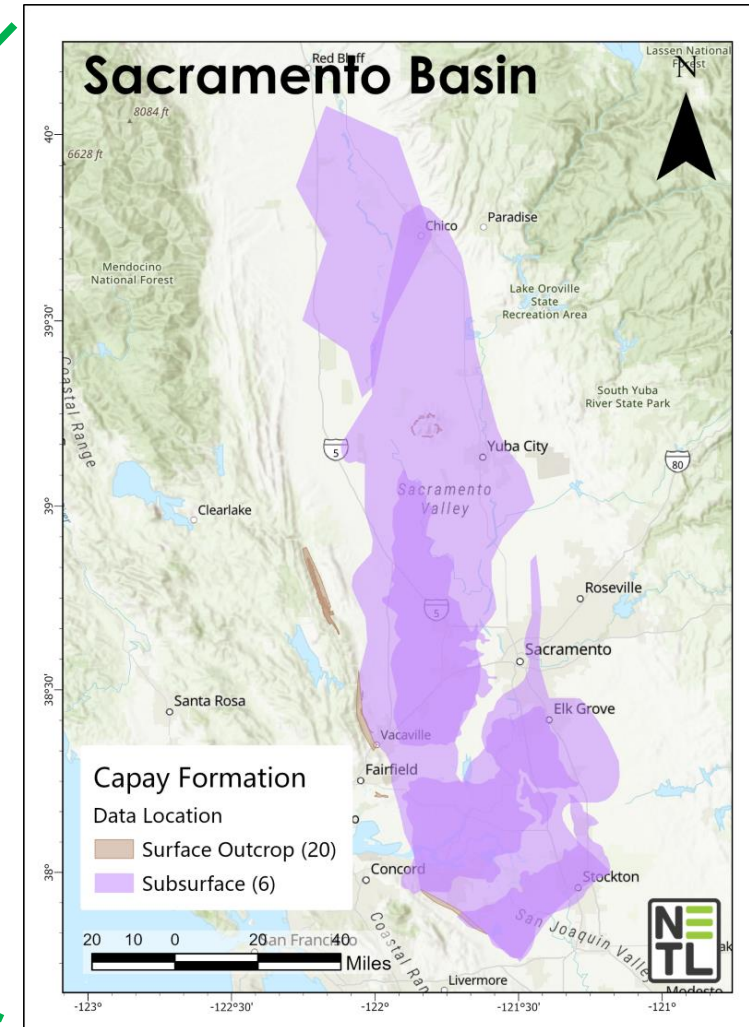 Sacramento Basin
Red Bluff
Lassen National
Forest
N
8084 ft
6628 ft
40°
Chico
Paradise
Mendocino
National Forest
Lake Oroville
State
Recreation Area
39°30'
Coastal Range
South Yuba
River State Park
5
Yuba City
80
Sacramento
Valley
39°
Clearlake
Roseville
5
Sacramento
38°30'
Santa Rosa
Elk Grove
Vacaville
Fairfield
Capay Formation
Data Location
Surface Outcrop (20)
Subsurface (6)
38°
Concord
Stockton
San Joaquin Valley
San Francisco
Coastal Ran
20 10 0 20 40
Miles
Livermore
Modesto
NETL
-123° -122°30' -122° -121°30' -121°